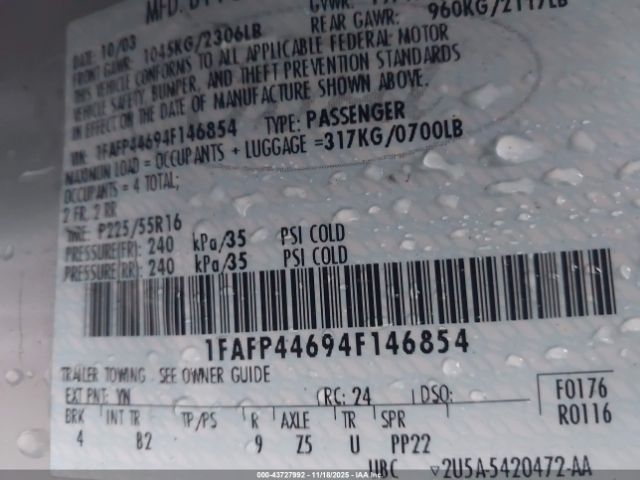 MFD. BY
GVWR:
DATE: 10/03
FRONT GAWR: 1045KG/2306LB
REAR GAWR: 960KG/2117LB
THIS VEHICLE CONFORMS TO ALL APPLICABLE FEDERAL MOTOR
VEHICLE SAFETY, BUMPER, AND THEFT PREVENTION STANDARDS
IN EFFECT ON THE DATE OF MANUFACTURE SHOWN ABOVE.
VIN: 1FAFP44694F146854 TYPE: PASSENGER
MAXIMUM LOAD = OCCUPANTS + LUGGAGE =317KG/0700LB
OCCUPANTS = 4 TOTAL;
2 FR, 2 RR
TIRE: P225/55R16
PRESSURE(FR): 240 kPa/35 PSI COLD
PRESSURE(RR): 240 kPa/35 PSI COLD
1FAFP44694F146854
TRAILER TOWING - SEE OWNER GUIDE
EXT PNT: YN RC: 24 DSO: F0176
BRK INT TR TP/PS R AXLE TR SPR R0116
4 B2 9 Z5 U PP22
UBC ▽2U5A-5420472-AA
000-43727992 - 11/18/2025 - IAAI.com